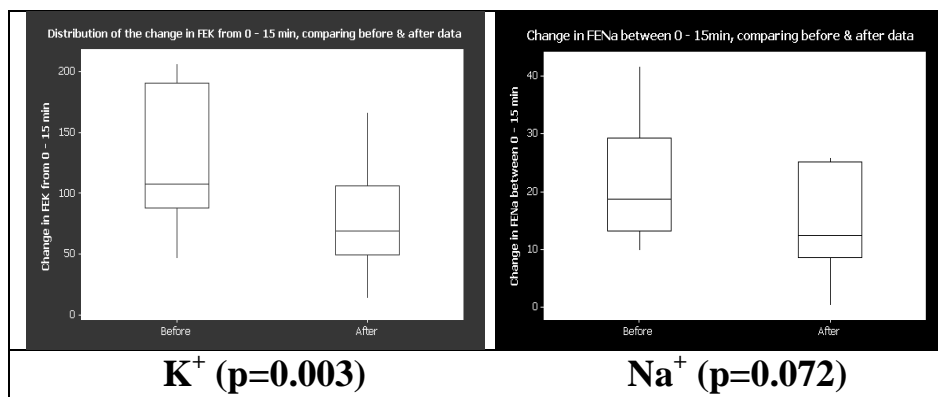 Distribution of the change in FEK from 0 - 15 min, comparing before & after data
Change in FEK from 0 - 15 min
200
150
100
50
0
Before
After
K+ (p=0.003)
Change in FENa between 0 - 15min, comparing before & after data
Change in FENa between 0 - 15 min
40
30
20
10
0
Before
After
Na+ (p=0.072)